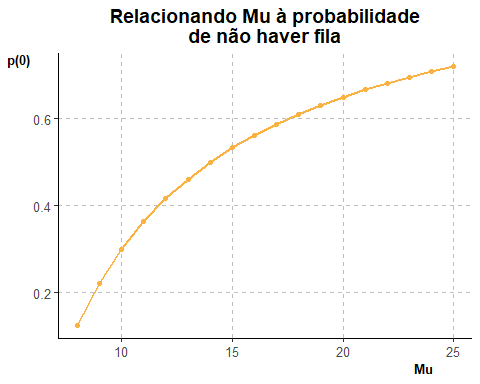 Relacionando Mu à probabilidade
de não haver fila
p(0)
0.6
0.4
0.2
10
15
20
25
Mu